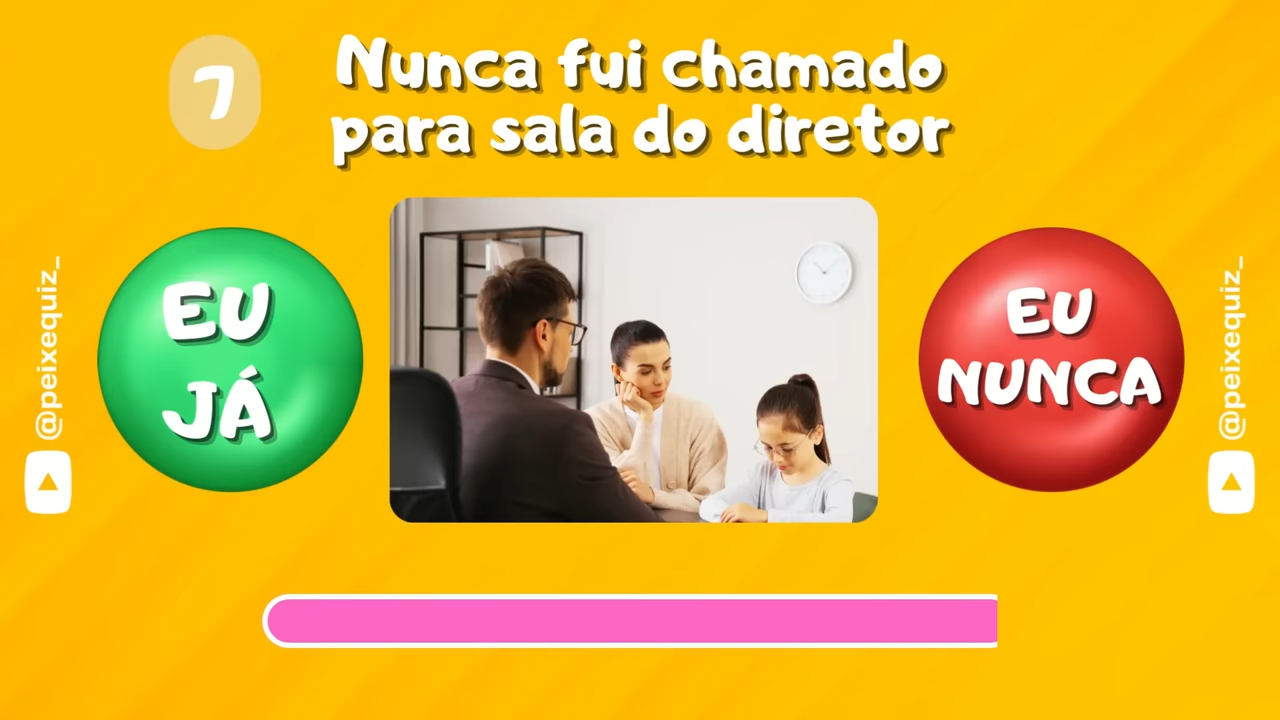 7
Nunca fui chamado
para sala do diretor
EU
JÁ
EU
NUNCA
@peixequiz_
@peixequiz_